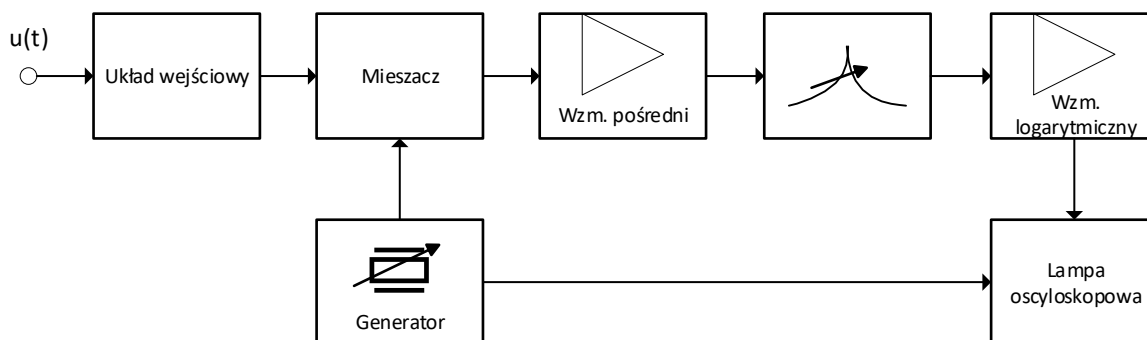 u(t)
Układ wejściowy
Mieszacz
Wzm. pośredni
Wzm.
logarytmiczny
Generator
Lampa
oscyloskopowa